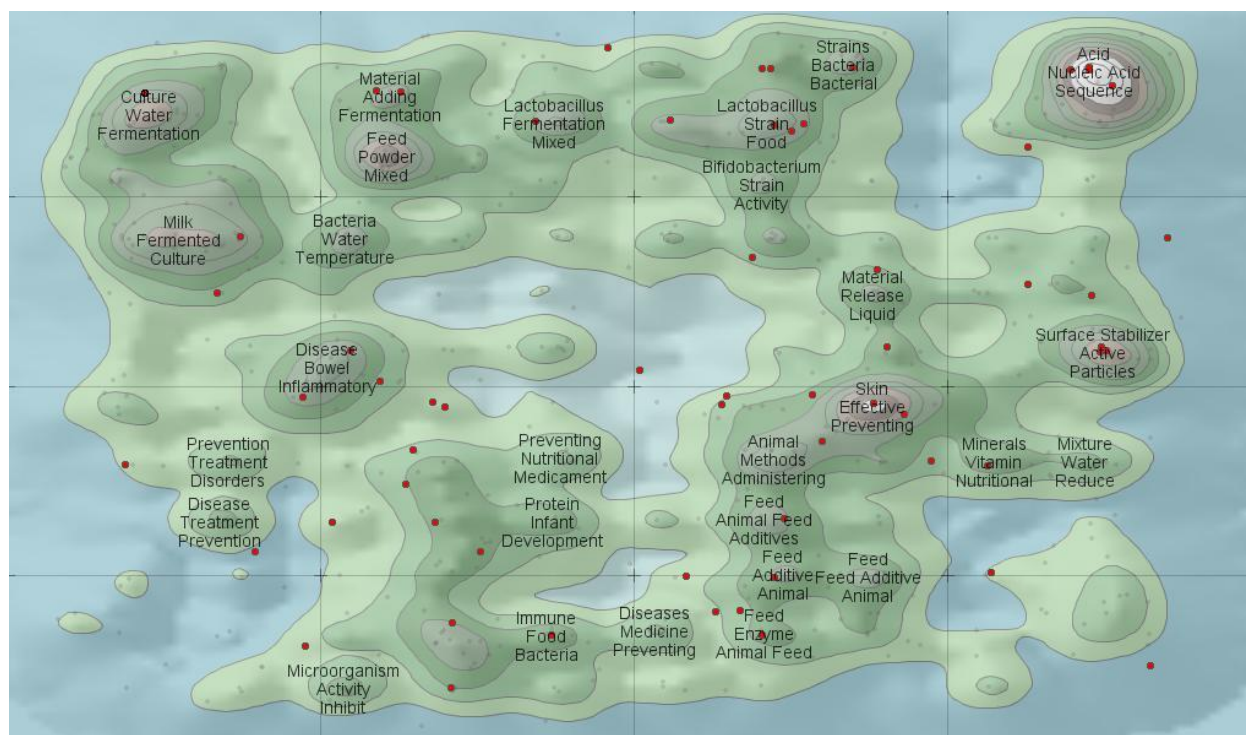 Culture
Water
Fermentation
Material
Adding
Fermentation
Feed
Powder
Mixed
Lactobacillus
Fermentation
Mixed
Strains
Bacteria
Bacterial
Lactobacillus
Strain
Food
Bifidobacterium
Strain
Activity
Acid
Nucleic Acid
Sequence
Milk
Fermented
Culture
Bacteria
Water
Temperature
Material
Release
Liquid
Surface Stabilizer
Active
Particles
Disease
Bowel
Inflammatory
Skin
Effective
Preventing
Prevention
Treatment
Disorders
Preventing
Nutritional
Medicament
Animal
Methods
Administering
Minerals
Vitamin
Nutritional
Mixture
Water
Reduce
Disease
Treatment
Prevention
Protein
Infant
Development
Feed
Animal Feed
Additives
Feed
Additive
Animal
Feed
Feed Additive
Animal
Immune
Food
Bacteria
Diseases
Medicine
Preventing
Feed
Enzyme
Animal Feed
Microorganism
Activity
Inhibit